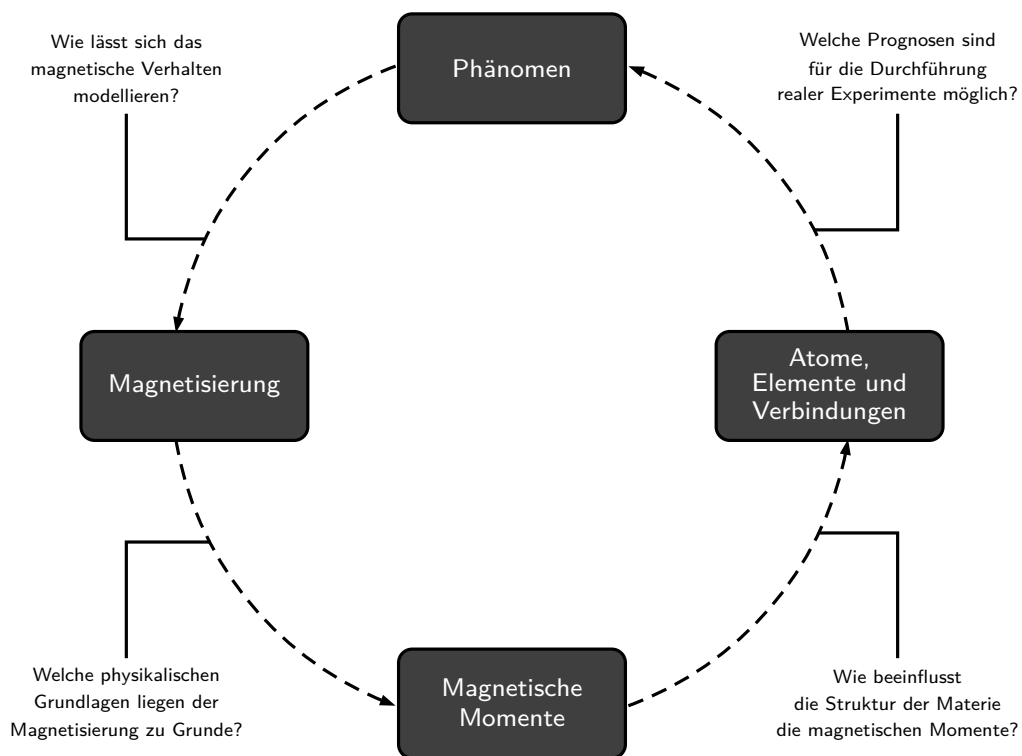 Wie lässt sich das
magnetische Verhalten
modellieren?
Phänomen
Welche Prognosen sind
für die Durchführung
realer Experimente möglich?
Magnetisierung
Atome,
Elemente und
Verbindungen
Welche physikalischen
Grundlagen liegen der
Magnetisierung zu Grunde?
Magnetische
Momente
Wie beeinflusst
die Struktur der Materie
die magnetischen Momente?